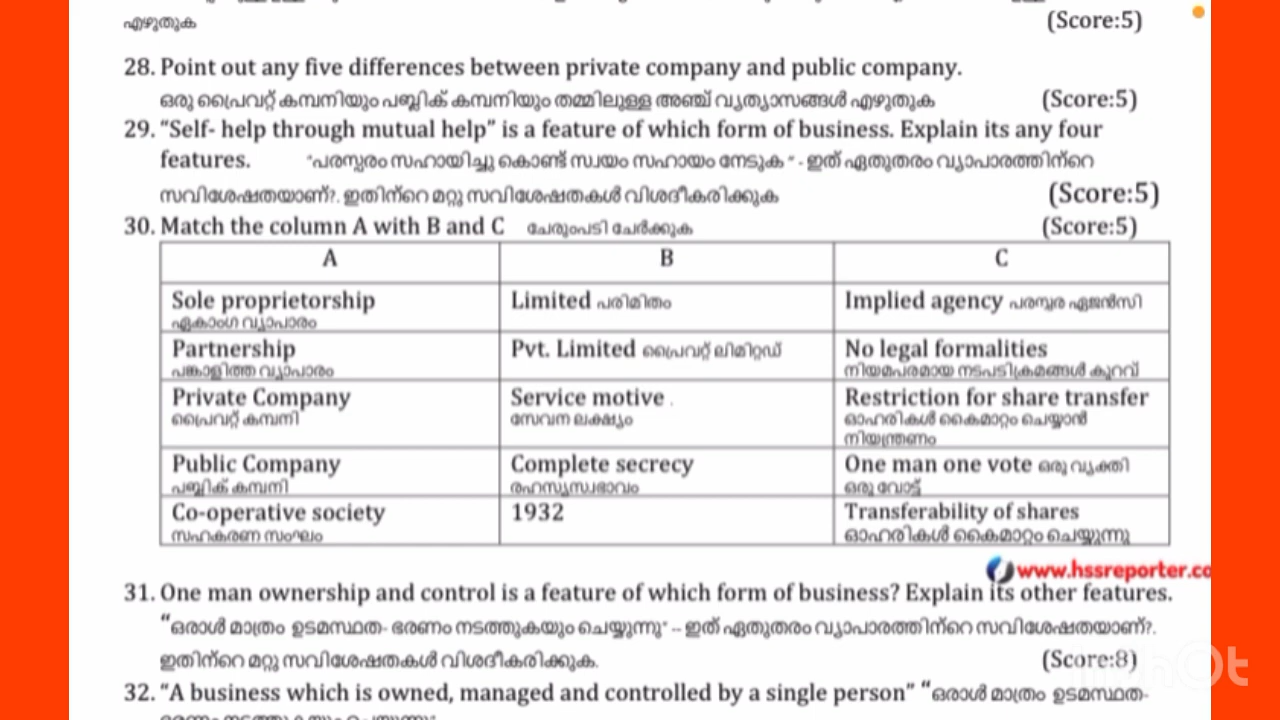 എഴുതുക (Score:5)
28. Point out any five differences between private company and public company.
ഒരു പ്രൈവറ്റ് കമ്പനിയും പബ്ലിക് കമ്പനിയും തമ്മിലുള്ള അഞ്ച് വ്യത്യാസങ്ങൾ എഴുതുക (Score:5)
29. “Self- help through mutual help” is a feature of which form of business. Explain its any four
features. “പരസ്പരം സഹായിച്ചു കൊണ്ട് സ്വയം സഹായം നേടുക “ - ഇത് ഏതുതരം വ്യാപാരത്തിന്റെ
സവിശേഷതയാണ്?. ഇതിന്റെ മറ്റു സവിശേഷതകൾ വിശദീകരിക്കുക (Score:5)
30. Match the column A with B and C ചേരുംപടി ചേർക്കുക (Score:5)
A B C
Sole proprietorship Limited പരിമിതം Implied agency പരസ്പര ഏജൻസി
ഏകാംഗ വ്യാപാരം
Partnership Pvt. Limited പ്രൈവറ്റ് ലിമിറ്റഡ് No legal formalities
പങ്കാളിത്ത വ്യാപാരം നിയമപരമായ നടപടിക്രമങ്ങൾ കുറവ്
Private Company Service motive . Restriction for share transfer
പ്രൈവറ്റ് കമ്പനി സേവന ലക്ഷ്യം ഓഹരികൾ കൈമാറ്റം ചെയ്യാൻ
നിയന്ത്രണം
Public Company Complete secrecy One man one vote ഒരു വ്യക്തി
പബ്ലിക് കമ്പനി രഹസ്യസ്വഭാവം ഒരു വോട്ട്
Co-operative society 1932 Transferability of shares
സഹകരണ സംഘം ഓഹരികൾ കൈമാറ്റം ചെയ്യുന്നു
www.hssreporter.co
31. One man ownership and control is a feature of which form of business? Explain its other features.
“ഒരാൾ മാത്രം ഉടമസ്ഥത- ഭരണം നടത്തുകയും ചെയ്യുന്നു” -- ഇത് ഏതുതരം വ്യാപാരത്തിന്റെ സവിശേഷതയാണ്?.
ഇതിന്റെ മറ്റു സവിശേഷതകൾ വിശദീകരിക്കുക. (Score:8)
32. “A business which is owned, managed and controlled by a single person” “ഒരാൾ മാത്രം ഉടമസ്ഥത-